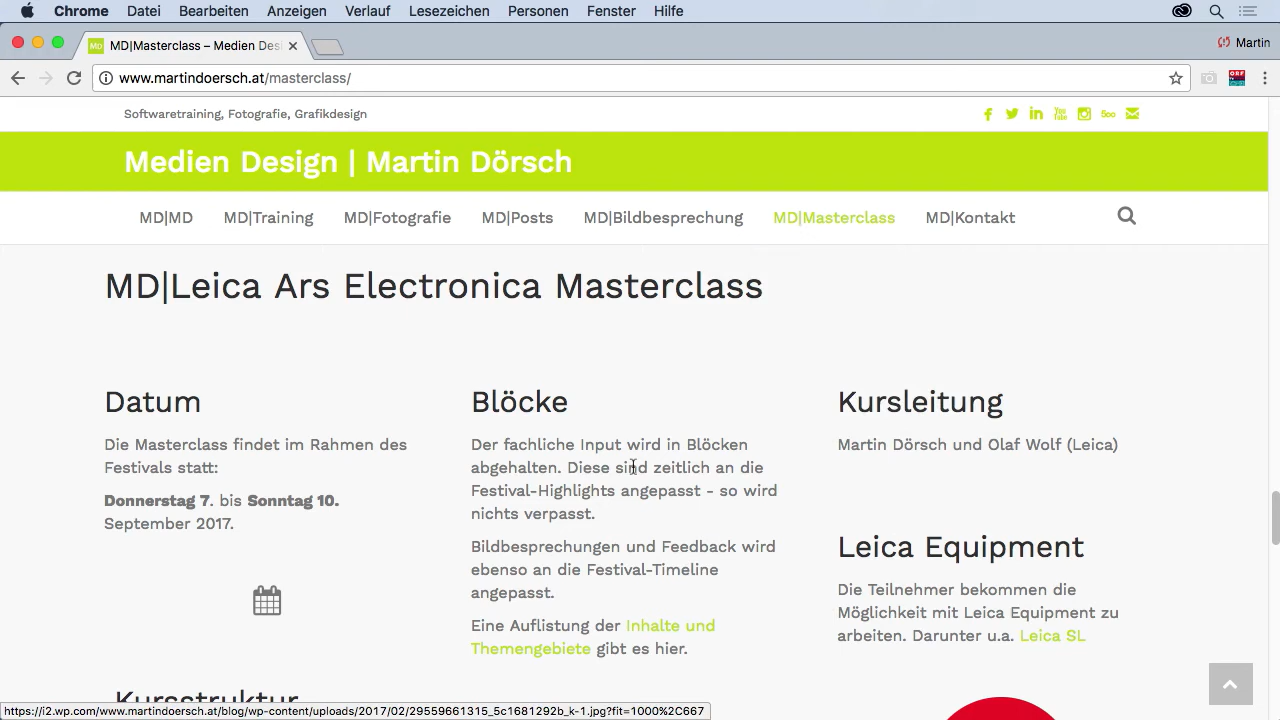 Chrome Datei Bearbeiten Anzeigen Verlauf Lesezeichen Personen Fenster Hilfe
MD MD|Masterclass – Medien Des
Martin
www.martindoersch.at/masterclass/
Softwaretraining, Fotografie, Grafikdesign
Medien Design | Martin Dörsch
MD|MD MD|Training MD|Fotografie MD|Posts MD|Bildbesprechung MD|Masterclass MD|Kontakt
MD|Leica Ars Electronica Masterclass
Datum
Die Masterclass findet im Rahmen des
Festivals statt:
Donnerstag 7. bis Sonntag 10.
September 2017.
Kursstruktur
Blöcke
Der fachliche Input wird in Blöcken
abgehalten. Diese sind zeitlich an die
Festival-Highlights angepasst - so wird
nichts verpasst.
Bildbesprechungen und Feedback wird
ebenso an die Festival-Timeline
angepasst.
Eine Auflistung der Inhalte und
Themengebiete gibt es hier.
Kursleitung
Martin Dörsch und Olaf Wolf (Leica)
Leica Equipment
Die Teilnehmer bekommen die
Möglichkeit mit Leica Equipment zu
arbeiten. Darunter u.a. Leica SL
https://i2.wp.com/www.martindoersch.at/blog/wp-content/uploads/2017/02/29559661315_5c1681292b_k-1.jpg?fit=1000%2C667